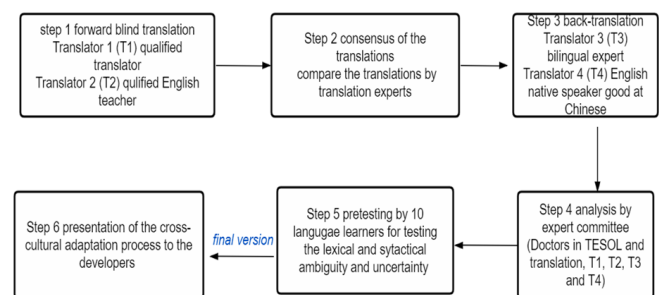 step 1 forward blind translation
Translator 1 (T1) qualified
translator
Translator 2 (T2) qulified English
teacher
Step 2 consensus of the
translations
compare the translations by
translation experts
Step 3 back-translation
Translator 3 (T3)
bilingual expert
Translator 4 (T4) English
native speaker good at
Chinese
Step 4 analysis by
expert committee
(Doctors in TESOL and
translation, T1, T2, T3
and T4)
Step 5 pretesting by 10
langugae learners for testing
the lexical and sytactical
ambiguity and uncertainty
final version
Step 6 presentation of the cross-
cultural adaptation process to the
developers